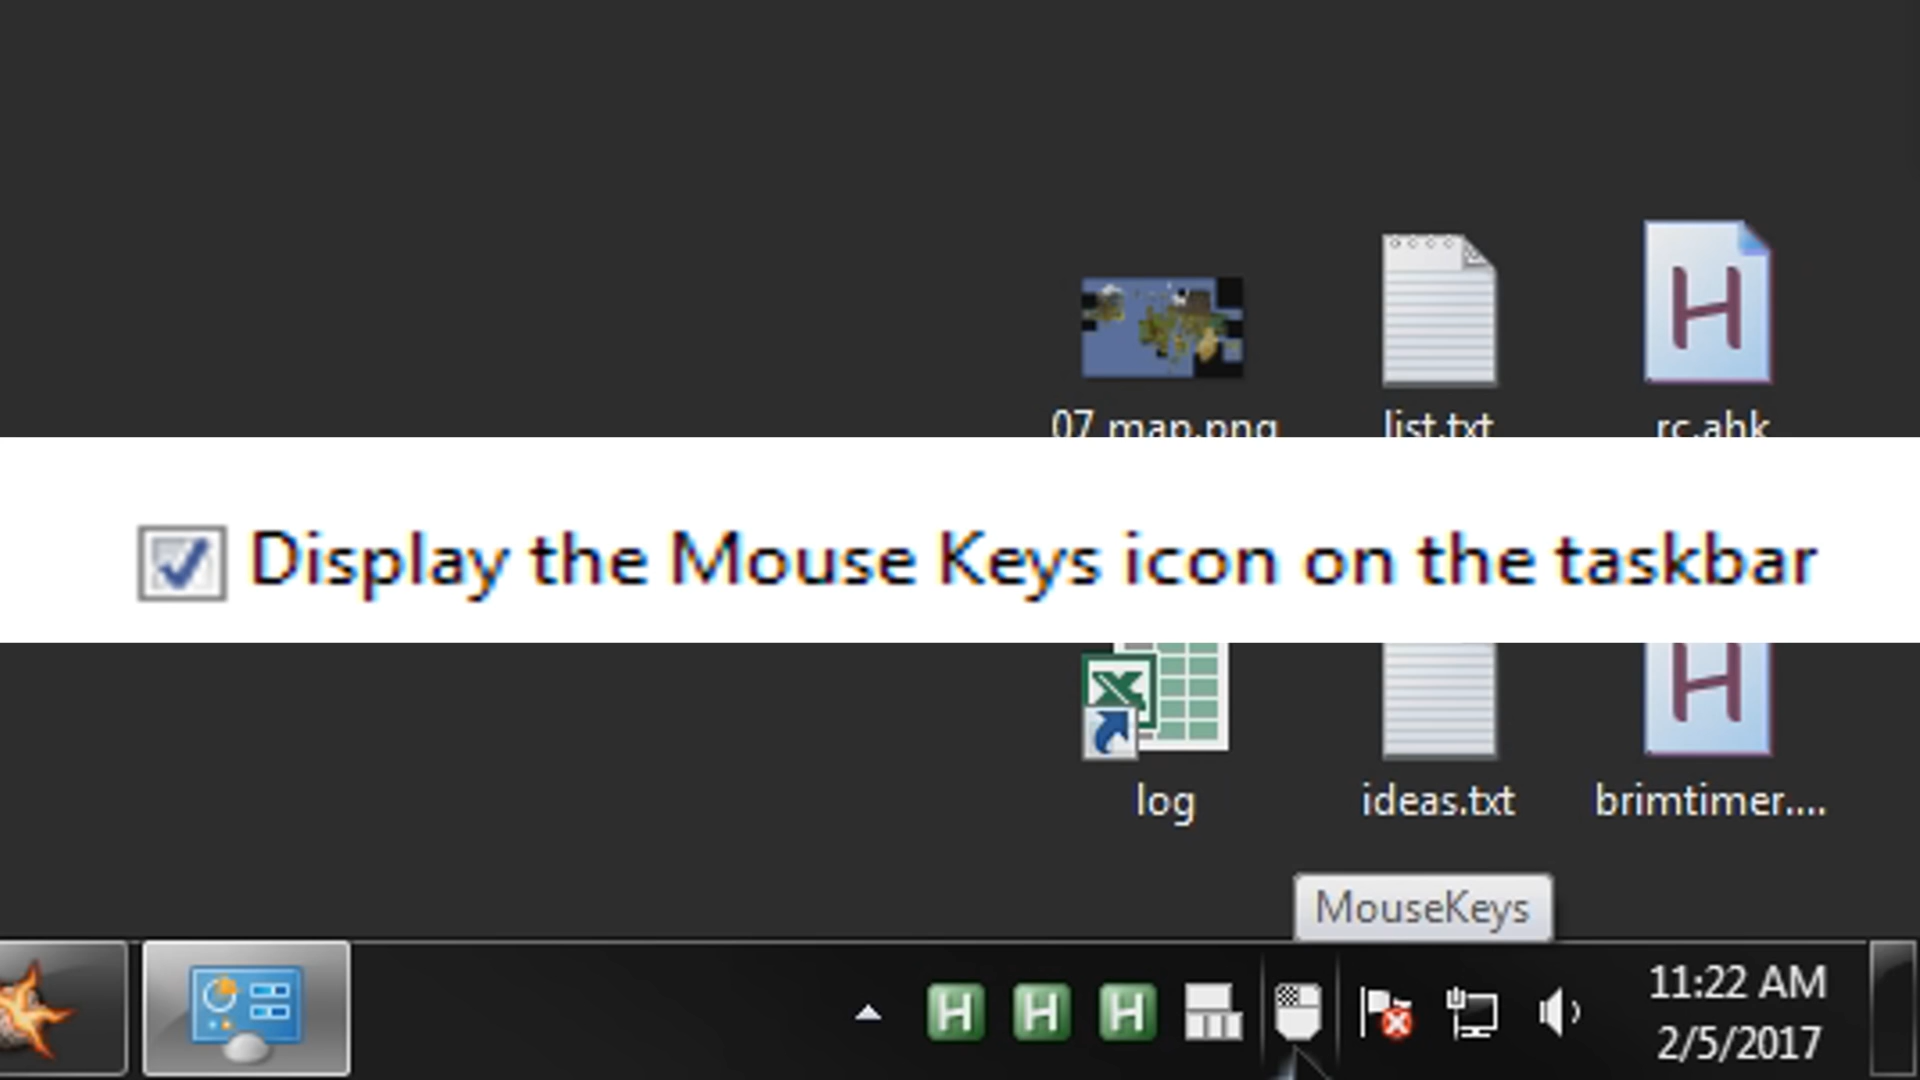 07 map.png
list.txt
rc.ahk
Display the Mouse Keys icon on the taskbar
log
ideas.txt
brimtimer....
MouseKeys
H H H
11:22 AM
2/5/2017